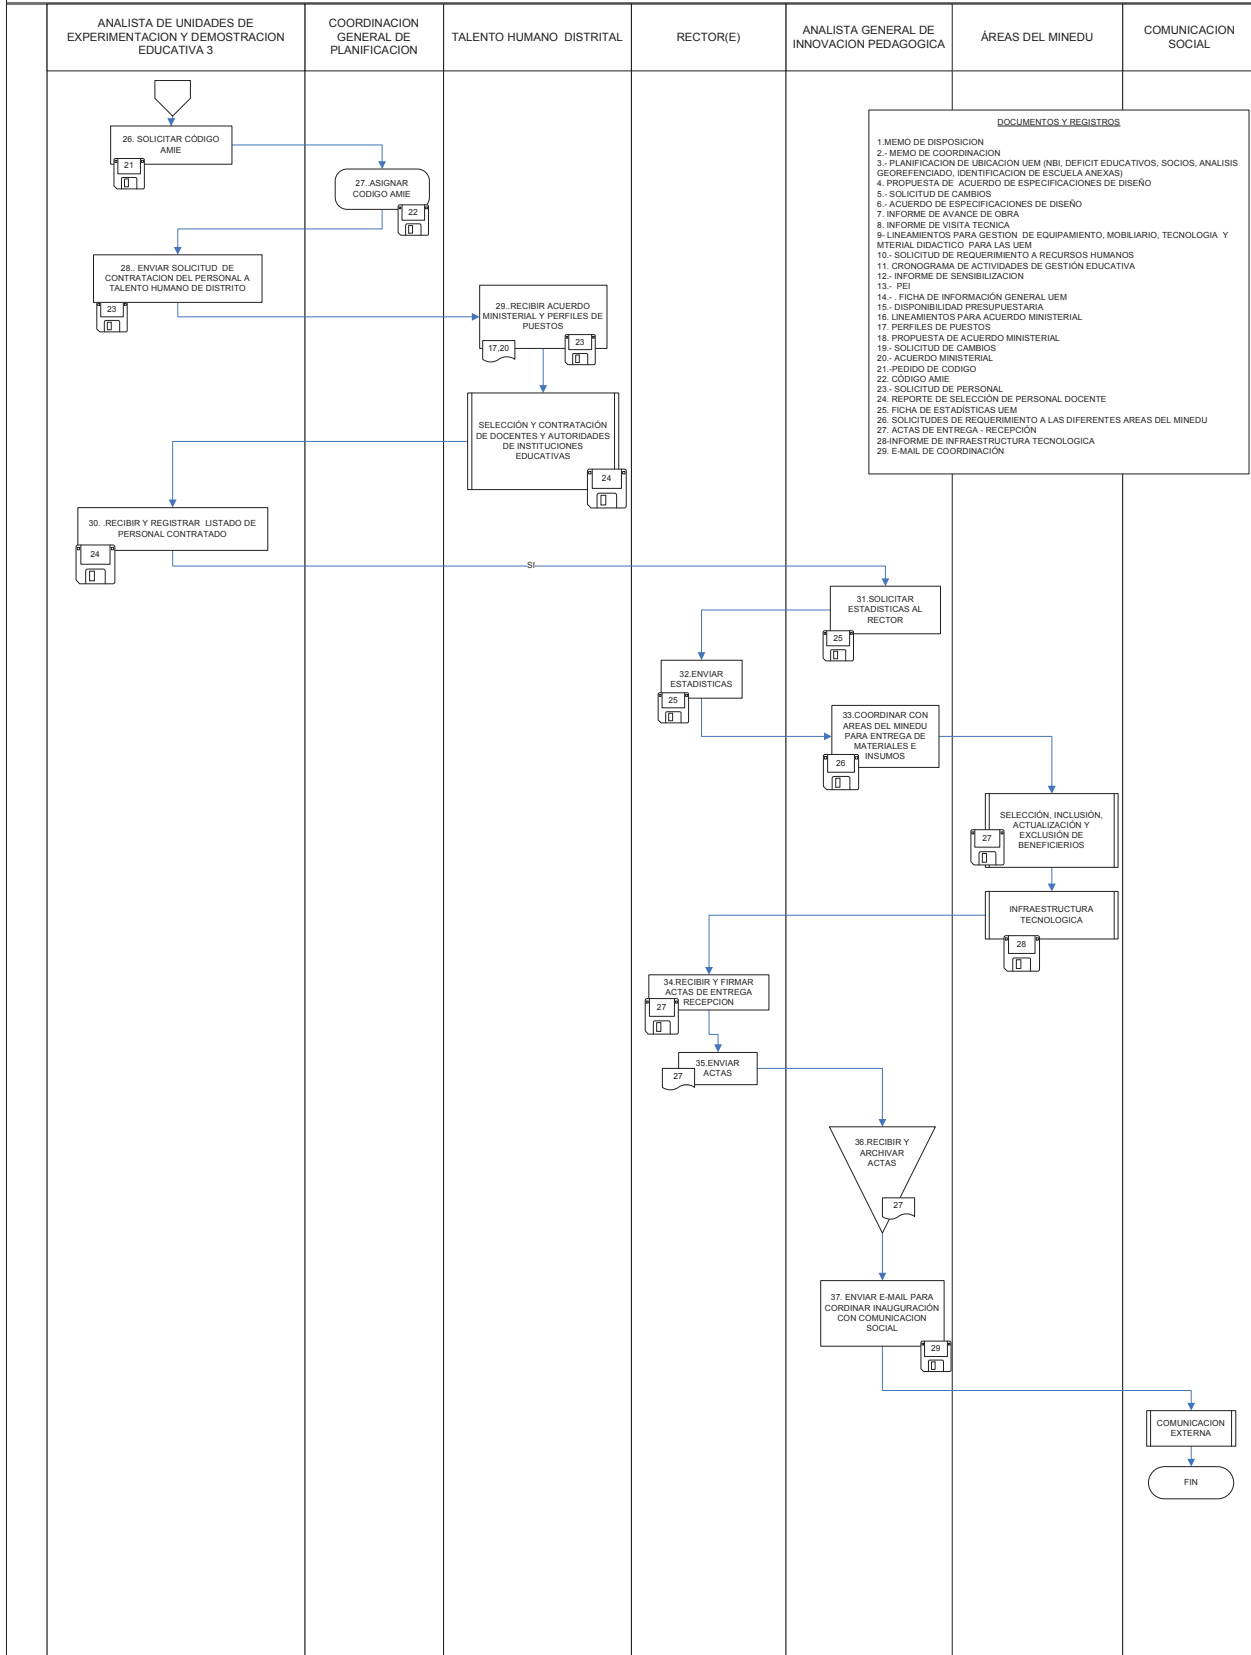 ANALISTA DE UNIDADES DE
EXPERIMENTACION Y DEMOSTRACION
EDUCATIVA 3
COORDINACION
GENERAL DE
PLANIFICACION
TALENTO HUMANO DISTRITAL
RECTOR(E)
ANALISTA GENERAL DE
INNOVACION PEDAGOGICA
ÁREAS DEL MINEDU
COMUNICACION
SOCIAL
DOCUMENTOS Y REGISTROS
1.MEMO DE DISPOSICION
2.- MEMO DE COORDINACION
3.- PLANIFICACION DE UBICACION UEM (NBI, DEFICIT EDUCATIVOS, SOCIOS, ANALISIS
GEOREFENCIADO, IDENTIFICACION DE ESCUELA ANEXAS)
4. PROPUESTA DE ACUERDO DE ESPECIFICACIONES DE DISEÑO
5.- SOLICITUD DE CAMBIOS
6.- ACUERDO DE ESPECIFICACIONES DE DISEÑO
7. INFORME DE AVANCE DE OBRA
8. INFORME DE VISITA TECNICA
9- LINEAMIENTOS PARA GESTION DE EQUIPAMIENTO, MOBILIARIO, TECNOLOGIA Y
MTERIAL DIDACTICO PARA LAS UEM
10.- SOLICITUD DE REQUERIMIENTO A RECURSOS HUMANOS
11. CRONOGRAMA DE ACTIVIDADES DE GESTIÓN EDUCATIVA
12.- INFORME DE SENSIBILIZACION
13.- PEI
14.- . FICHA DE INFORMACIÓN GENERAL UEM
15.- DISPONIBILIDAD PRESUPUESTARIA
16. LINEAMIENTOS PARA ACUERDO MINISTERIAL
17. PERFILES DE PUESTOS
18. PROPUESTA DE ACUERDO MINISTERIAL
19.- SOLICITUD DE CAMBIOS
20.- ACUERDO MINISTERIAL
21.-PEDIDO DE CODIGO
22. CÓDIGO AMIE
23.- SOLICITUD DE PERSONAL
24. REPORTE DE SELECCIÓN DE PERSONAL DOCENTE
25. FICHA DE ESTADÍSTICAS UEM
26. SOLICITUDES DE REQUERIMIENTO A LAS DIFERENTES AREAS DEL MINEDU
27. ACTAS DE ENTREGA - RECEPCIÓN
28-INFORME DE INFRAESTRUCTURA TECNOLOGICA
29. E-MAIL DE COORDINACIÓN
26. SOLICITAR CÓDIGO
AMIE
21
27..ASIGNAR
CODIGO AMIE
22
28.. ENVIAR SOLICITUD DE
CONTRATACION DEL PERSONAL A
TALENTO HUMANO DE DISTRITO
23
29..RECIBIR ACUERDO
MINISTERIAL Y PERFILES DE
PUESTOS
17,20
23
SELECCIÓN Y CONTRATACIÓN
DE DOCENTES Y AUTORIDADES
DE INSTITUCIONES
EDUCATIVAS
24
30. .RECIBIR Y REGISTRAR LISTADO DE
PERSONAL CONTRATADO
24
SI
31.SOLICITAR
ESTADISTICAS AL
RECTOR
25
32.ENVIAR
ESTADISTICAS
25
33.COORDINAR CON
AREAS DEL MINEDU
PARA ENTREGA DE
MATERIALES E
INSUMOS
26
SELECCIÓN, INCLUSIÓN,
ACTUALIZACIÓN Y
EXCLUSIÓN DE
BENEFICIERIOS
27
INFRAESTRUCTURA
TECNOLOGICA
28
34.RECIBIR Y FIRMAR
ACTAS DE ENTREGA
RECEPCION
27
35.ENVIAR
ACTAS
27
36.RECIBIR Y
ARCHIVAR
ACTAS
27
37. ENVIAR E-MAIL PARA
CORDINAR INAUGURACIÓN
CON COMUNICACION
SOCIAL
29
COMUNICACION
EXTERNA
FIN